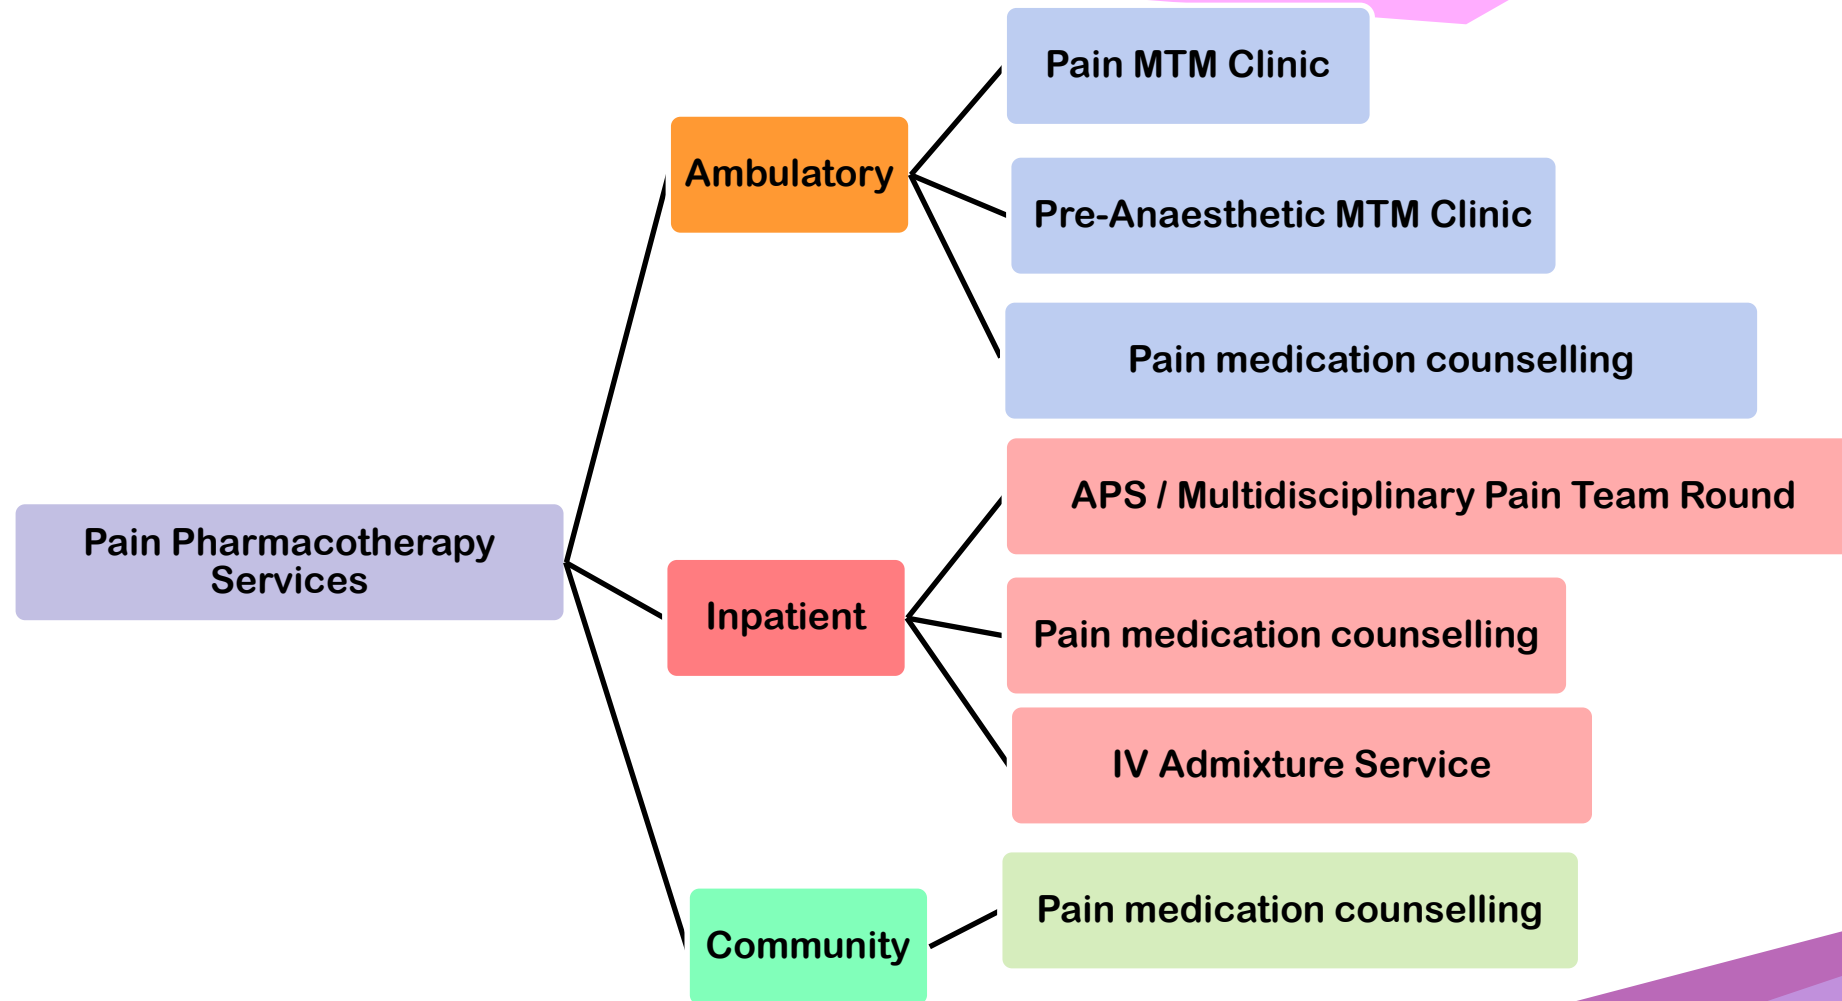 Pain MTM Clinic
Ambulatory
Pre-Anaesthetic MTM Clinic
Pain medication counselling
APS / Multidisciplinary Pain Team Round
Pain Pharmacotherapy
Services
Inpatient
Pain medication counselling
IV Admixture Service
Community
Pain medication counselling